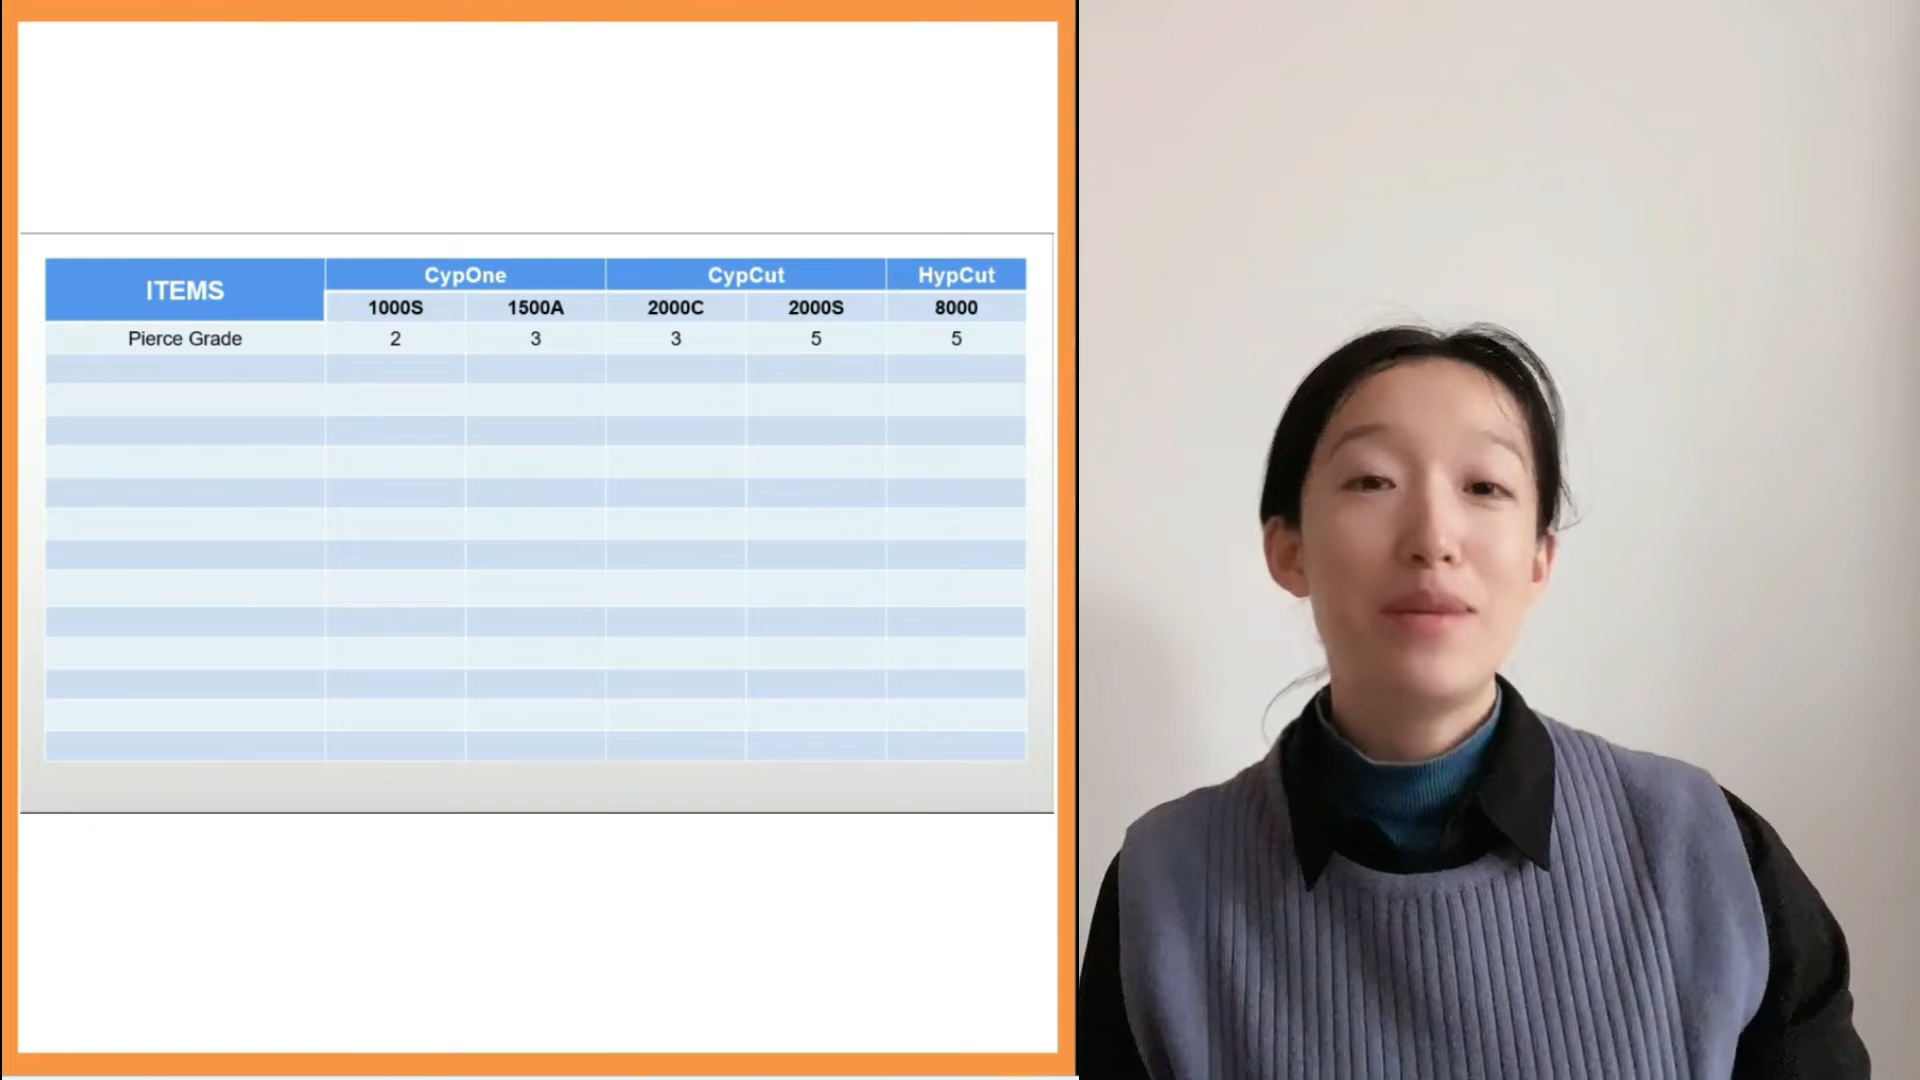 ITEMS CypOne CypCut HypCut
1000S 1500A 2000C 2000S 8000
Pierce Grade 2 3 3 5 5